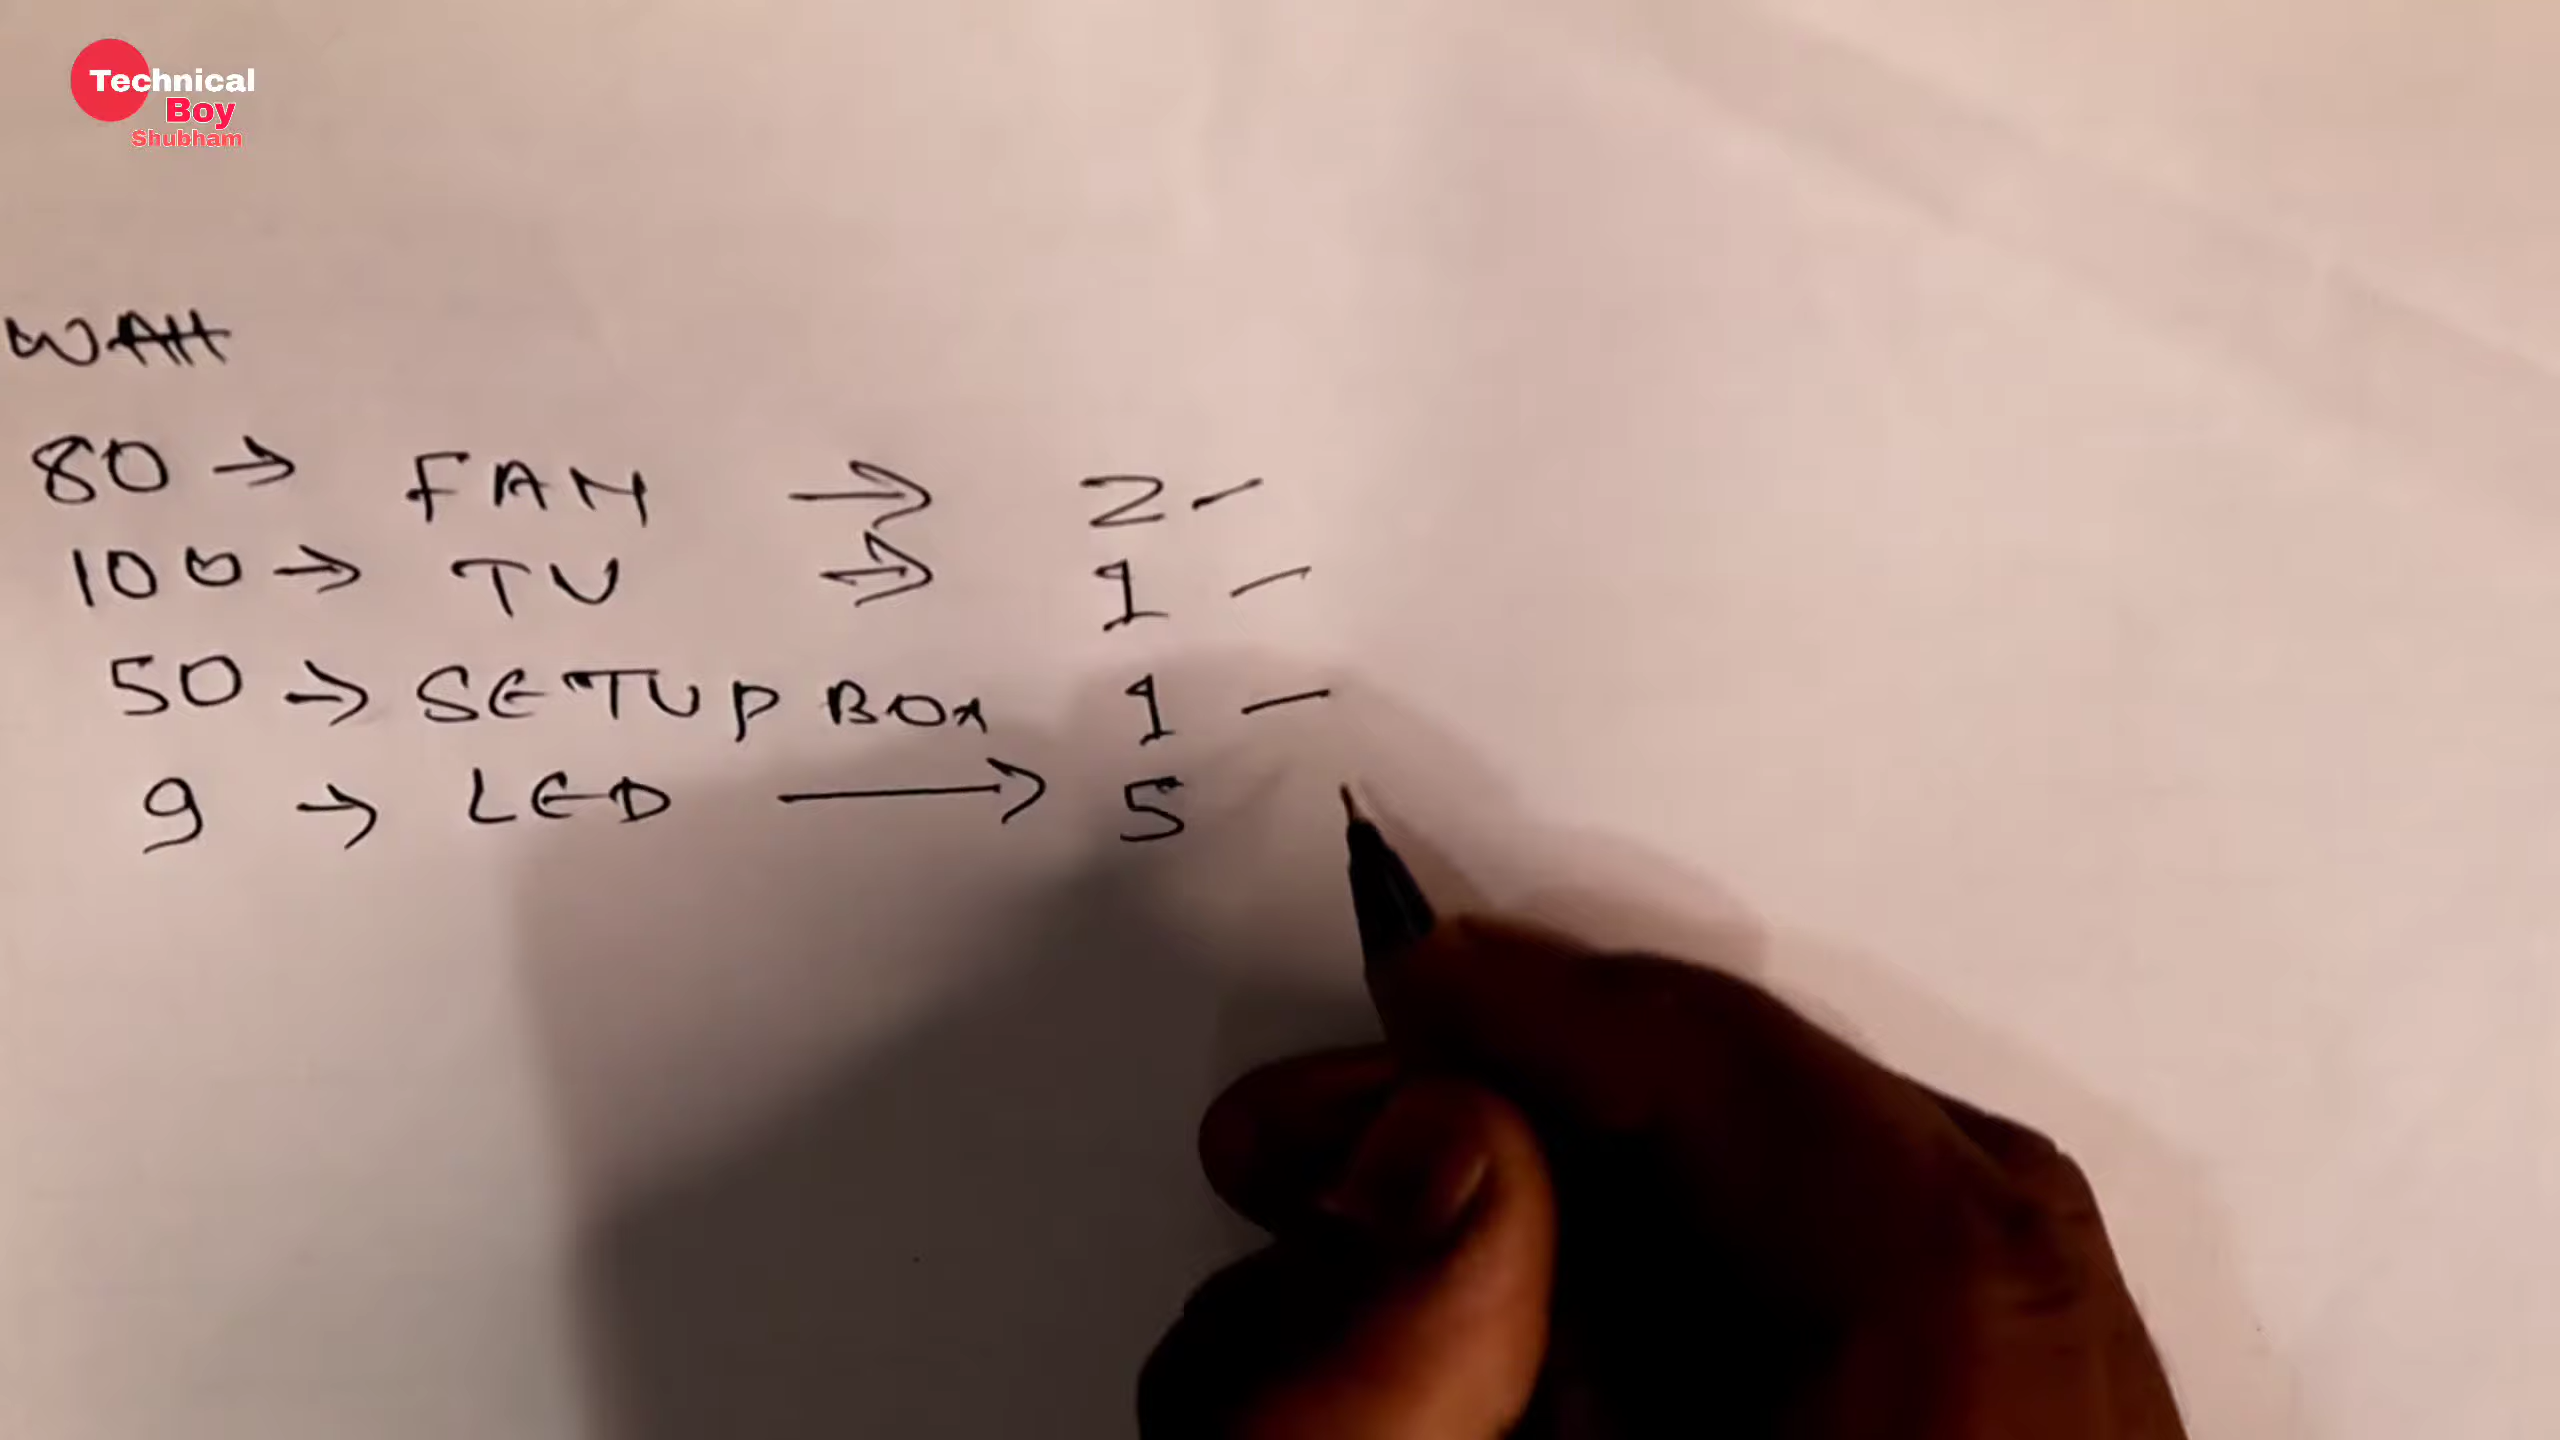 Technical
Boy
Shubham
WATT
80 → FAN → 2 -
100 → TV → 1 -
50 → SETUP BOX 1 -
9 → LED → 5